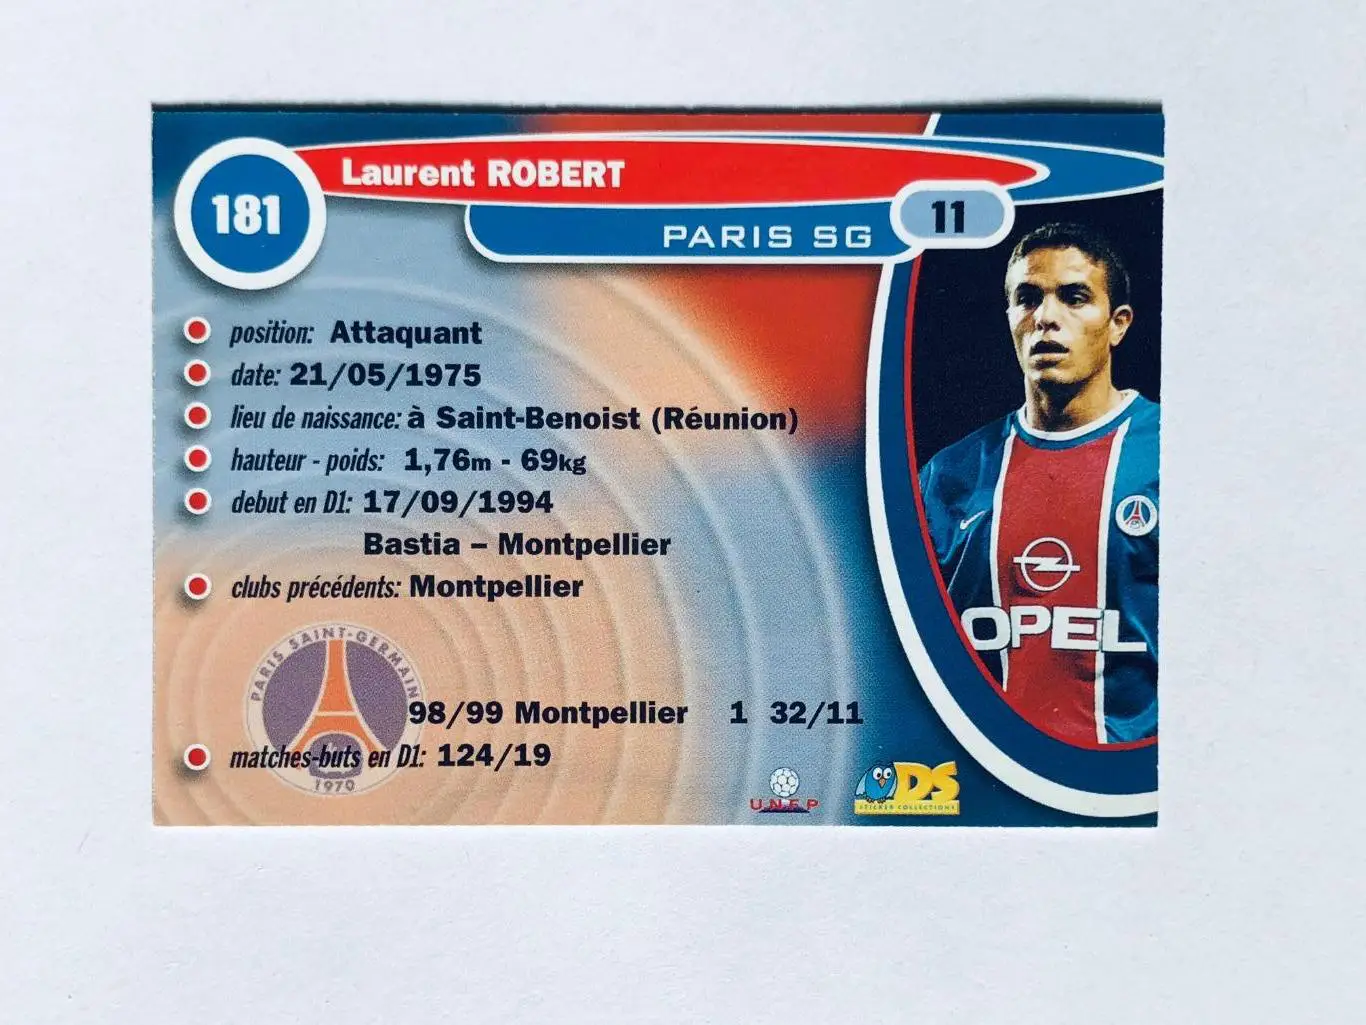 181
Laurent ROBERT
PARIS SG
11
position: Attaquant
date: 21/05/1975
lieu de naissance: à Saint-Benoist (Réunion)
hauteur - poids: 1,76m - 69kg
debut en D1: 17/09/1994
Bastia – Montpellier
clubs précédents: Montpellier
PARIS SAINT-GERMAIN
1970
98/99 Montpellier 1 32/11
matches-buts en D1: 124/19
OPEL
U.N.F.P
DS
STICKER COLLECTIONS